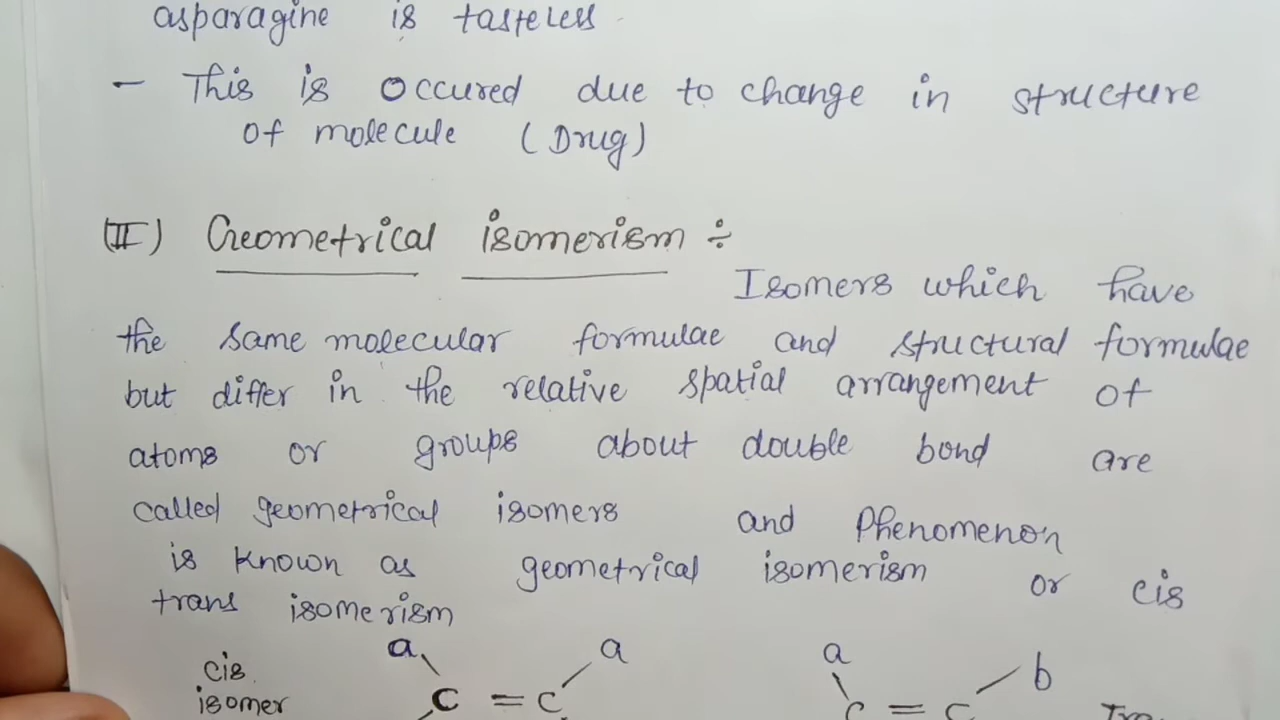 asparagine is tasteless
- This is occured due to change in structure
of molecule (Drug)
(II) Geometrical isomerism ÷
Isomers which have
the same molecular formulae and structural formulae
but differ in the relative spatial arrangement of
atoms or groups about double bond are
called geometrical isomers and Phenomenon
is known as geometrical isomerism or cis
trans isomerism
a a a b
cis
isomer C = C C = C